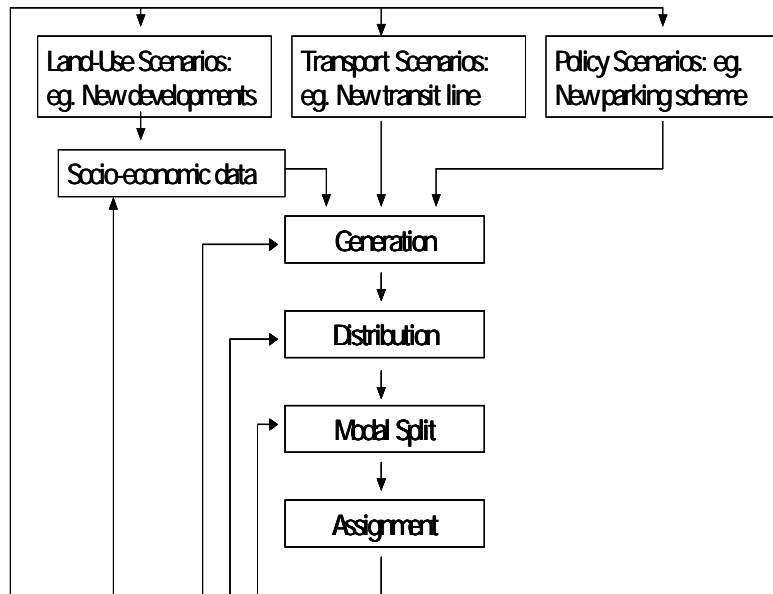 Land-Use Scenarios:
eg. New developments
Transport Scenarios:
eg. New transit line
Policy Scenarios: eg.
New parking scheme
Socio-economic data
Generation
Distribution
Modal Split
Assignment